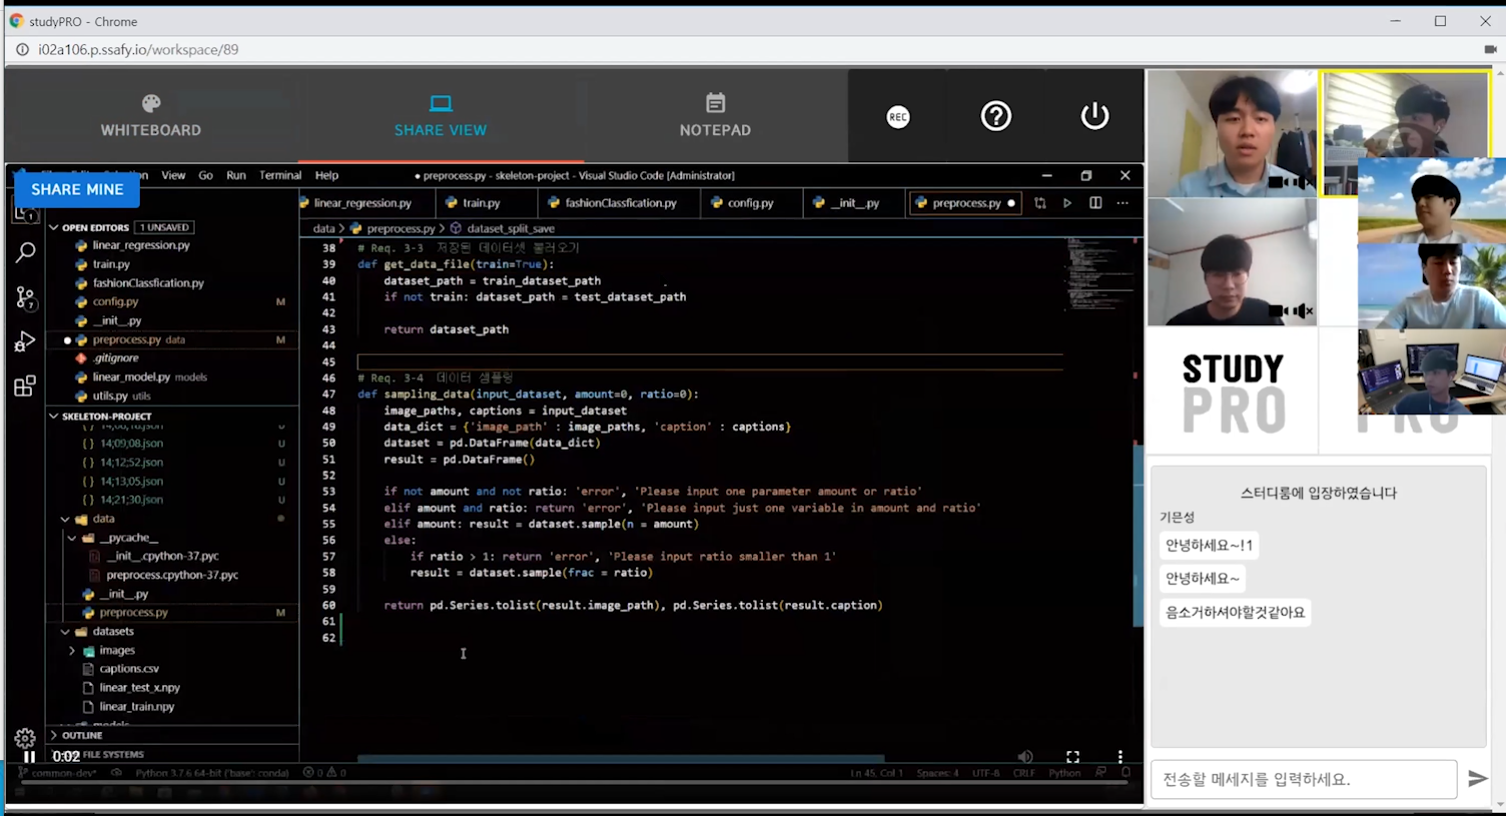 studyPRO - Chrome
i02a106.p.ssafy.io/workspace/89
WHITEBOARD
SHARE VIEW
NOTEPAD
REC
?
SHARE MINE
View Go Run Terminal Help
● preprocess.py - skeleton-project - Visual Studio Code [Administrator]
linear_regression.py
train.py
fashionClassfication.py
config.py
__init__.py
preprocess.py ●
data > preprocess.py > dataset_split_save
OPEN EDITORS 1 UNSAVED
linear_regression.py
train.py
fashionClassfication.py
config.py M
__init__.py
● preprocess.py data M
.gitignore
linear_model.py models
utils.py utils
SKELETON-PROJECT
{ } 14;09;08.json U
{ } 14;12;52.json U
{ } 14;13;05.json U
{ } 14;21;30.json U
data
__pycache__
__init__.cpython-37.pyc
preprocess.cpython-37.pyc
__init__.py
preprocess.py M
datasets
images
captions.csv
linear_test_x.npy
linear_train.npy
models
OUTLINE
FILE SYSTEMS
0:02
38 # Req. 3-3 저장된 데이터셋 불러오기
39 def get_data_file(train=True):
40 dataset_path = train_dataset_path
41 if not train: dataset_path = test_dataset_path
42
43 return dataset_path
44
45
46 # Req. 3-4 데이터 샘플링
47 def sampling_data(input_dataset, amount=0, ratio=0):
48 image_paths, captions = input_dataset
49 data_dict = {'image_path' : image_paths, 'caption' : captions}
50 dataset = pd.DataFrame(data_dict)
51 result = pd.DataFrame()
52
53 if not amount and not ratio: 'error', 'Please input one parameter amount or ratio'
54 elif amount and ratio: return 'error', 'Please input just one variable in amount and ratio'
55 elif amount: result = dataset.sample(n = amount)
56 else:
57 if ratio > 1: return 'error', 'Please input ratio smaller than 1'
58 result = dataset.sample(frac = ratio)
59
60 return pd.Series.tolist(result.image_path), pd.Series.tolist(result.caption)
61
62
common-dev* Python 3.7.6 64-bit ('base': conda) 0 0
Ln 45, Col 1 Spaces: 4 UTF-8 CRLF Python
STUDY
PRO
스터디룸에 입장하였습니다
기믄성
안녕하세요~!1
안녕하세요~
음소거하셔야할것같아요
전송할 메세지를 입력하세요.